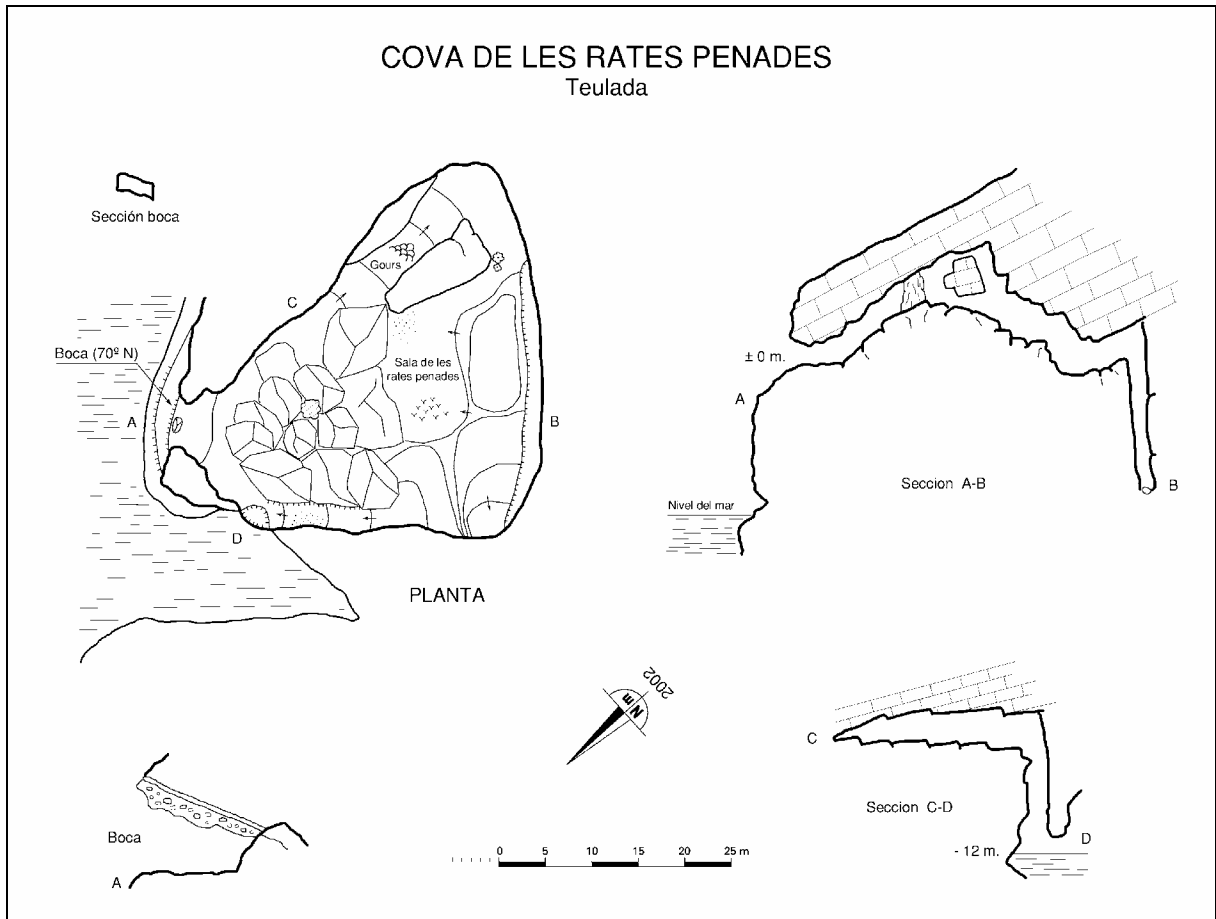 COVA DE LES RATES PENADES
Teulada
Sección boca
Gours
C
Boca (70º N)
Sala de les
rates penades
A
B
D
PLANTA
± 0 m.
A
Seccion A-B
B
Nivel del mar
N m
2002
C
Seccion C-D
D
- 12 m.
Boca
A
0 5 10 15 20 25 m